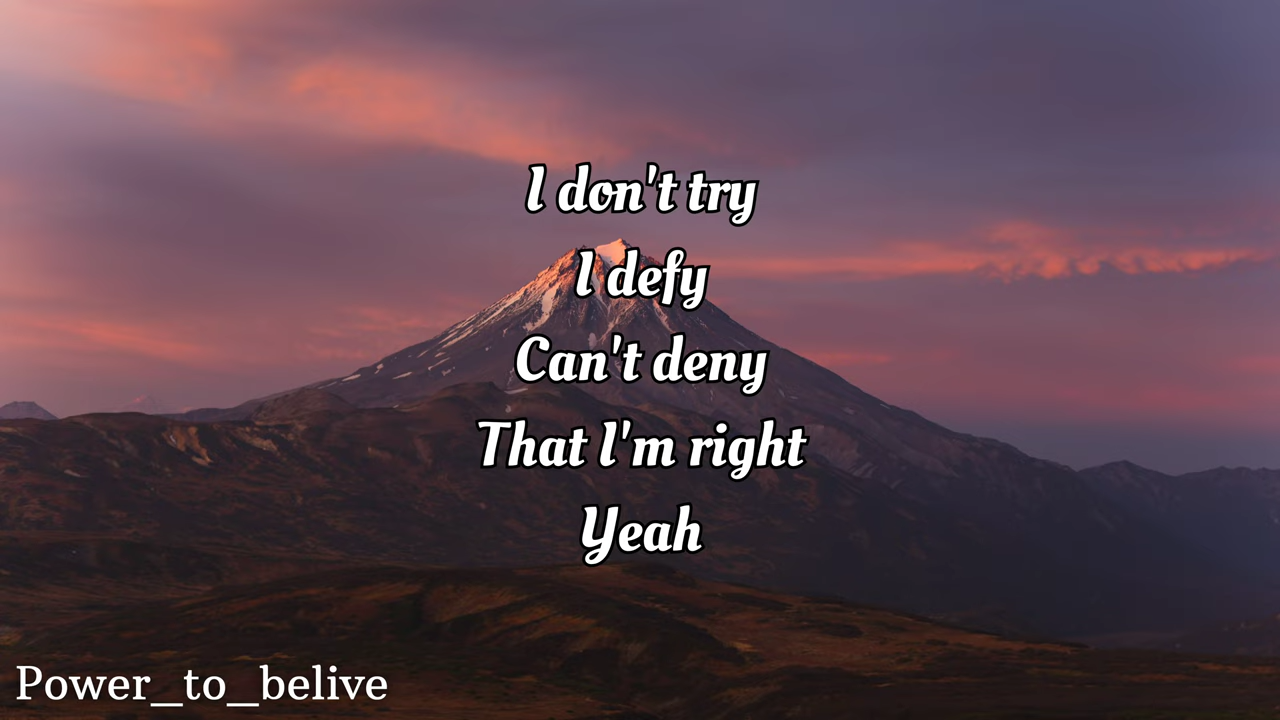 I don't try
I defy
Can't deny
That I'm right
Yeah
Power_to_belive